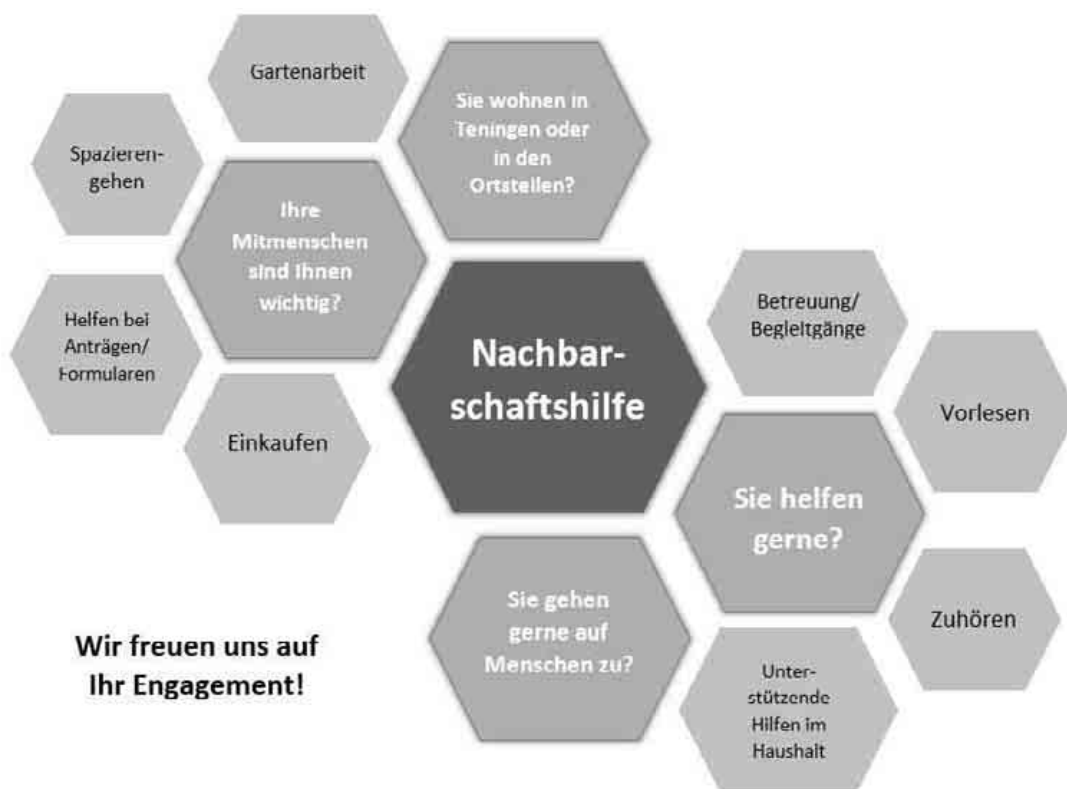 Gartenarbeit
Sie wohnen in
Teningen oder
in den
Ortsteilen?
Spazieren-
gehen
Ihre
Mitmenschen
sind Ihnen
wichtig?
Helfen bei
Anträgen/
Formularen
Einkaufen
Nachbar-
schaftshilfe
Betreuung/
Begleitgänge
Vorlesen
Sie helfen
gerne?
Sie gehen
gerne auf
Menschen zu?
Zuhören
Unter-
stützende
Hilfen im
Haushalt
Wir freuen uns auf
Ihr Engagement!